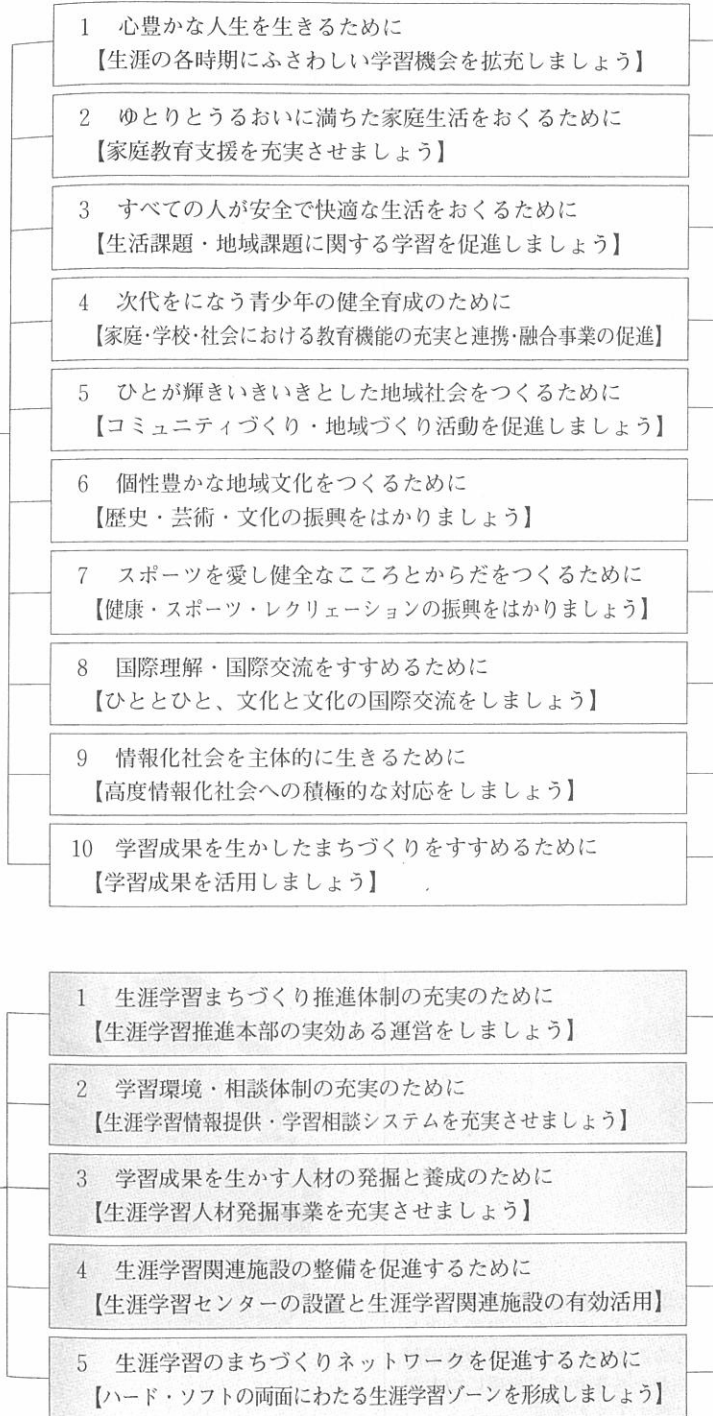 1 心豊かな人生を生きるために
【生涯の各時期にふさわしい学習機会を拡充しましょう】
2 ゆとりとうるおいに満ちた家庭生活をおくるために
【家庭教育支援を充実させましょう】
3 すべての人が安全で快適な生活をおくるために
【生活課題・地域課題に関する学習を促進しましょう】
4 次代をになう青少年の健全育成のために
【家庭・学校・社会における教育機能の充実と連携・融合事業の促進】
5 ひとが輝きいきいきとした地域社会をつくるために
【コミュニティづくり・地域づくり活動を促進しましょう】
6 個性豊かな地域文化をつくるために
【歴史・芸術・文化の振興をはかりましょう】
7 スポーツを愛し健全なこころとからだをつくるために
【健康・スポーツ・レクリェーションの振興をはかりましょう】
8 国際理解・国際交流をすすめるために
【ひととひと、文化と文化の国際交流をしましょう】
9 情報化社会を主体的に生きるために
【高度情報化社会への積極的な対応をしましょう】
10 学習成果を生かしたまちづくりをすすめるために
【学習成果を活用しましょう】
1 生涯学習まちづくり推進体制の充実のために
【生涯学習推進本部の実効ある運営をしましょう】
2 学習環境・相談体制の充実のために
【生涯学習情報提供・学習相談システムを充実させましょう】
3 学習成果を生かす人材の発掘と養成のために
【生涯学習人材発掘事業を充実させましょう】
4 生涯学習関連施設の整備を促進するために
【生涯学習センターの設置と生涯学習関連施設の有効活用】
5 生涯学習のまちづくりネットワークを促進するために
【ハード・ソフトの両面にわたる生涯学習ゾーンを形成しましょう】